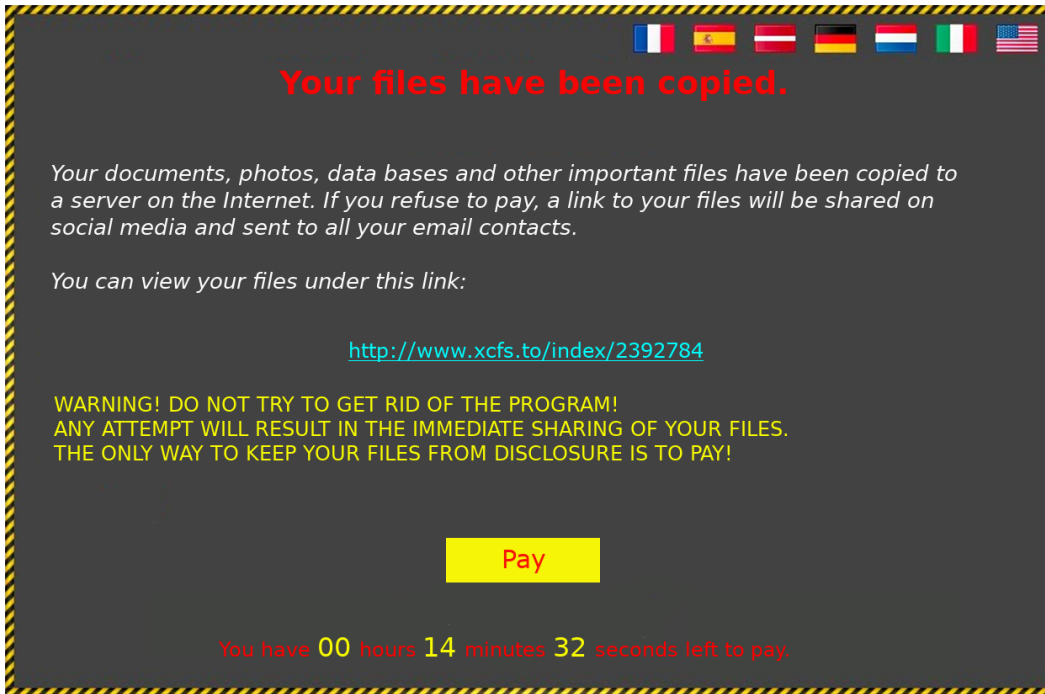 Your files have been copied.
Your documents, photos, data bases and other important files have been copied to
a server on the Internet. If you refuse to pay, a link to your files will be shared on
social media and sent to all your email contacts.
You can view your files under this link:
http://www.xcfs.to/index/2392784
WARNING! DO NOT TRY TO GET RID OF THE PROGRAM!
ANY ATTEMPT WILL RESULT IN THE IMMEDIATE SHARING OF YOUR FILES.
THE ONLY WAY TO KEEP YOUR FILES FROM DISCLOSURE IS TO PAY!
Pay
You have 00 hours 14 minutes 32 seconds left to pay.